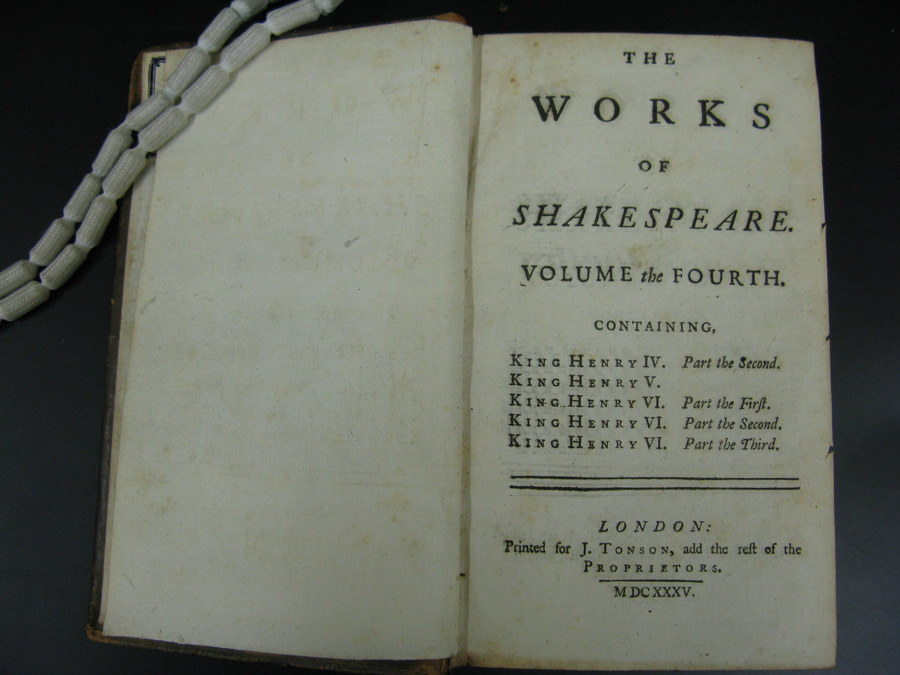 THE
WORKS
OF
SHAKESPEARE.
VOLUME the FOURTH.
CONTAINING,
KING HENRY IV. Part the Second.
KING HENRY V.
KING HENRY VI. Part the Firſt.
KING HENRY VI. Part the Second.
KING HENRY VI. Part the Third.
LONDON:
Printed for J. TONSON, add the reſt of the
PROPRIETORS.
MDCXXXV.